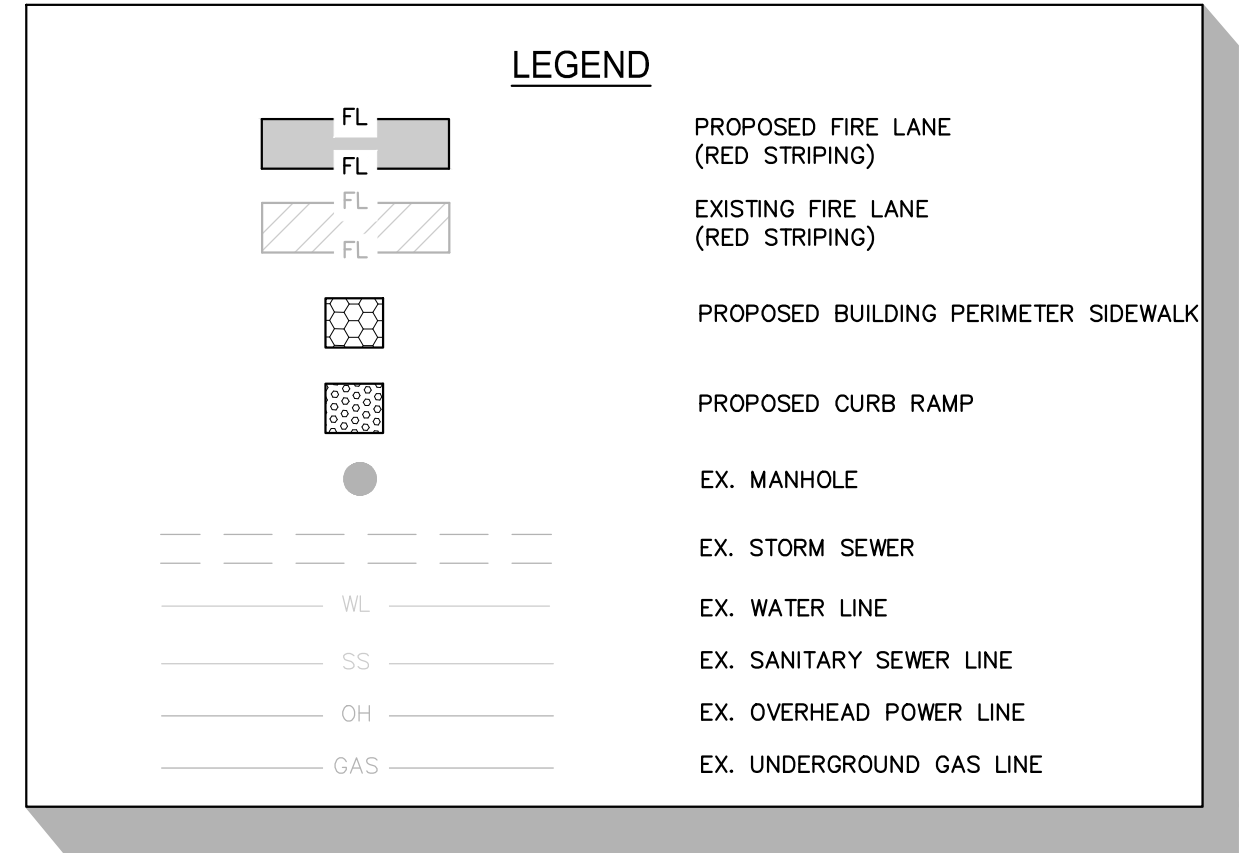 LEGEND
FL
FL
PROPOSED FIRE LANE
(RED STRIPING)
FL
FL
EXISTING FIRE LANE
(RED STRIPING)
PROPOSED BUILDING PERIMETER SIDEWALK
PROPOSED CURB RAMP
EX. MANHOLE
EX. STORM SEWER
WL EX. WATER LINE
SS EX. SANITARY SEWER LINE
OH EX. OVERHEAD POWER LINE
GAS EX. UNDERGROUND GAS LINE